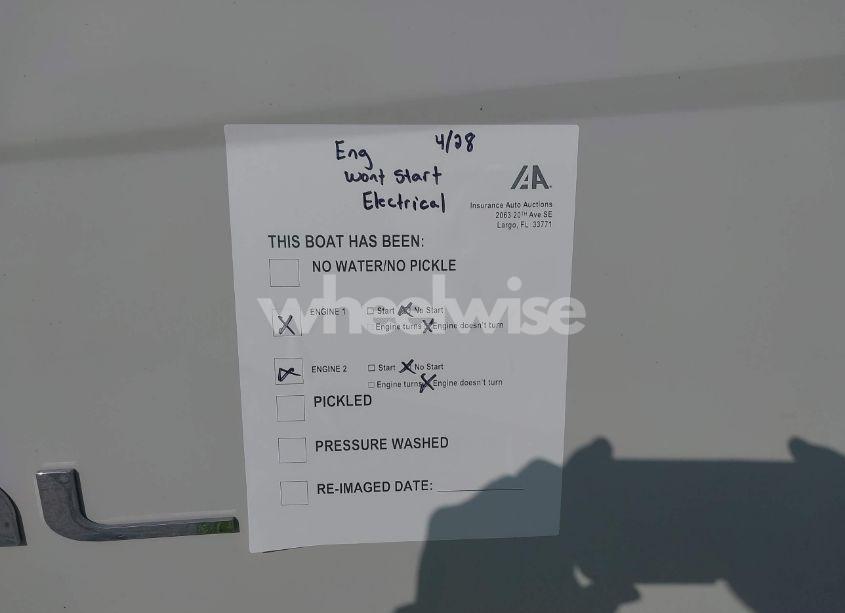 Eng 4/28
wont start
Electrical
IAA
Insurance Auto Auctions
2063 20TH Ave SE
Largo, FL 33771
THIS BOAT HAS BEEN:
NO WATER/NO PICKLE
wheelwise
X ENGINE 1 Start X No Start
Engine turns X Engine doesn't turn
X ENGINE 2 Start X No Start
Engine turns X Engine doesn't turn
PICKLED
PRESSURE WASHED
RE-IMAGED DATE: